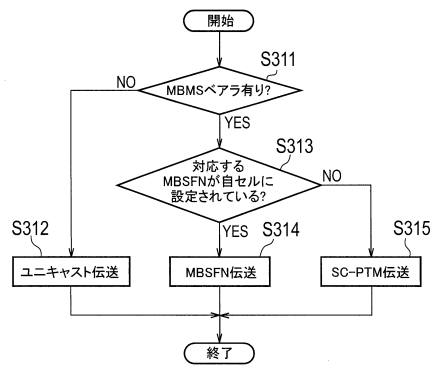 開始
S311
MBMSベアラ有り?
NO
YES
S313
対応する
MBSFNが自セルに
設定されている?
NO
YES
S312
ユニキャスト伝送
S314
MBSFN伝送
S315
SC-PTM伝送
終了